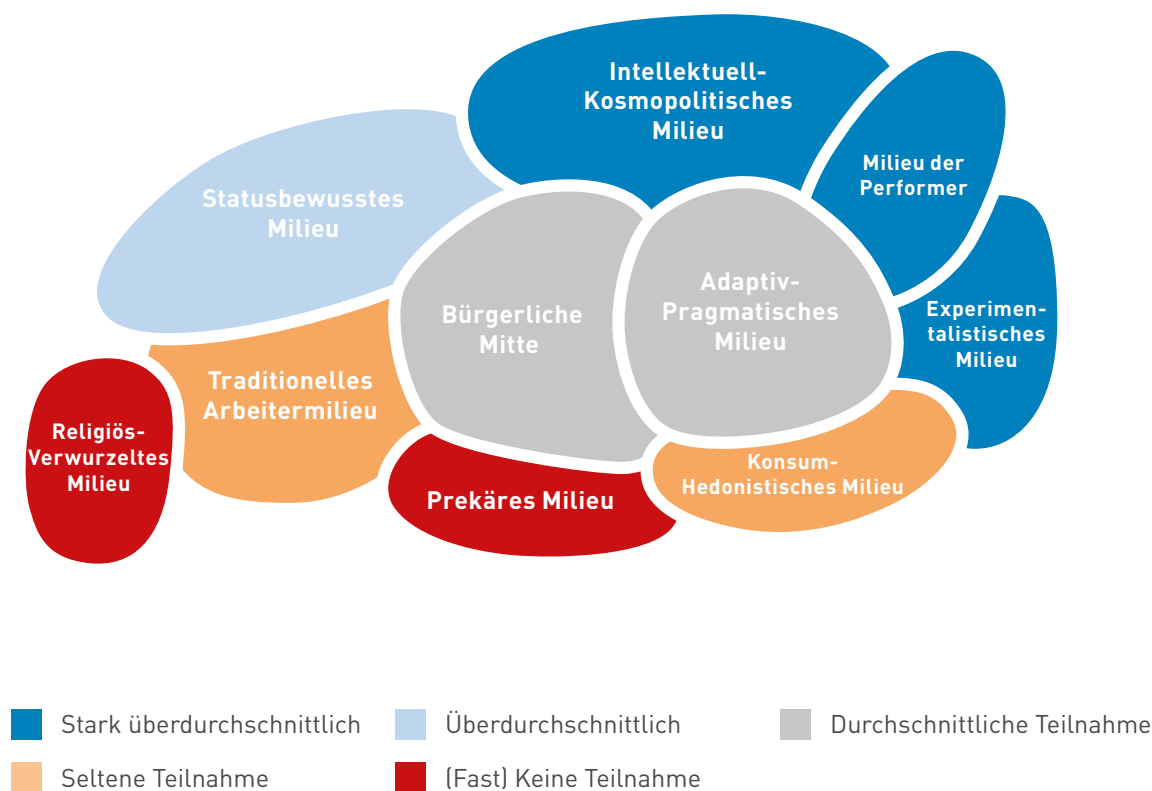 Intellektuell-
Kosmopolitisches
Milieu
Milieu der
Performer
Statusbewusstes
Milieu
Adaptiv-
Pragmatisches
Milieu
Bürgerliche
Mitte
Experimen-
talistisches
Milieu
Traditionelles
Arbeitermilieu
Religiös-
Verwurzeltes
Milieu
Konsum-
Hedonistisches Milieu
Prekäres Milieu
Stark überdurchschnittlich
Überdurchschnittlich
Durchschnittliche Teilnahme
Seltene Teilnahme
(Fast) Keine Teilnahme